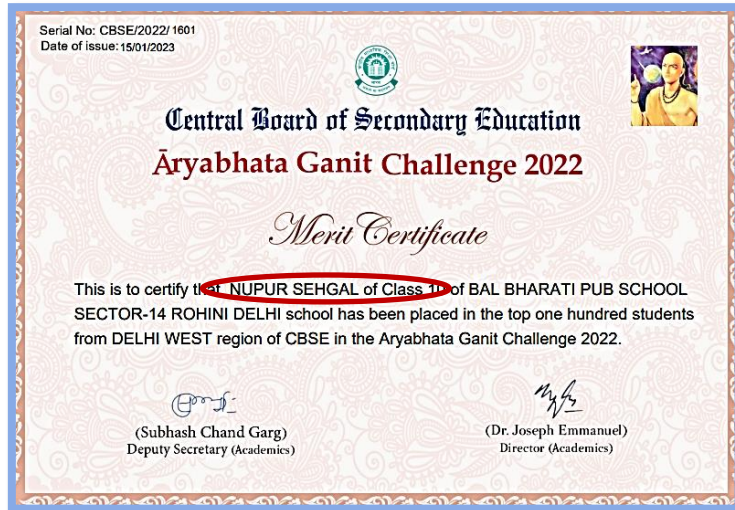 Serial No: CBSE/2022/ 1601
Date of issue: 15/01/2023
Central Board of Secondary Education
Āryabhata Ganit Challenge 2022
Merit Certificate
This is to certify that NUPUR SEHGAL of Class 10 of BAL BHARATI PUB SCHOOL
SECTOR-14 ROHINI DELHI school has been placed in the top one hundred students
from DELHI WEST region of CBSE in the Aryabhata Ganit Challenge 2022.
(Subhash Chand Garg)
Deputy Secretary (Academics)
(Dr. Joseph Emmanuel)
Director (Academics)